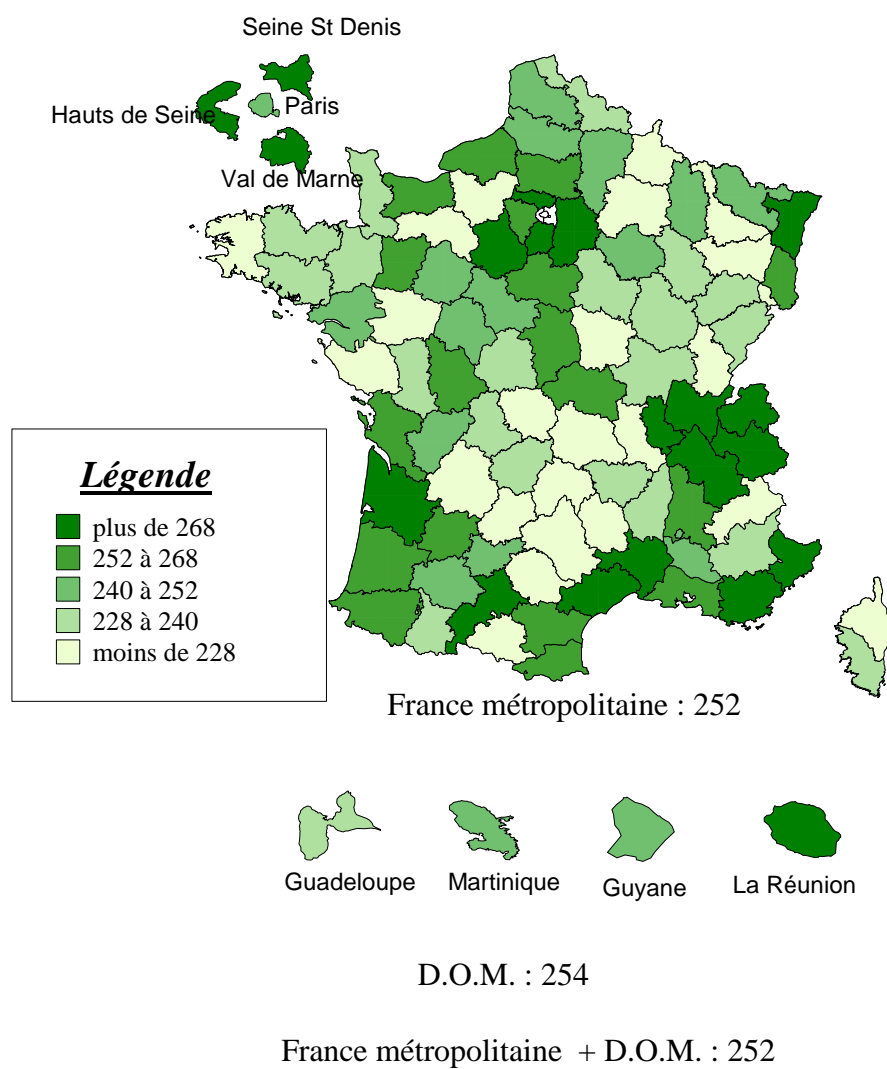 Seine St Denis
Hauts de Seine
Paris
Val de Marne
Légende
plus de 268
252 à 268
240 à 252
228 à 240
moins de 228
France métropolitaine : 252
Guadeloupe
Martinique
Guyane
La Réunion
D.O.M. : 254
France métropolitaine + D.O.M. : 252